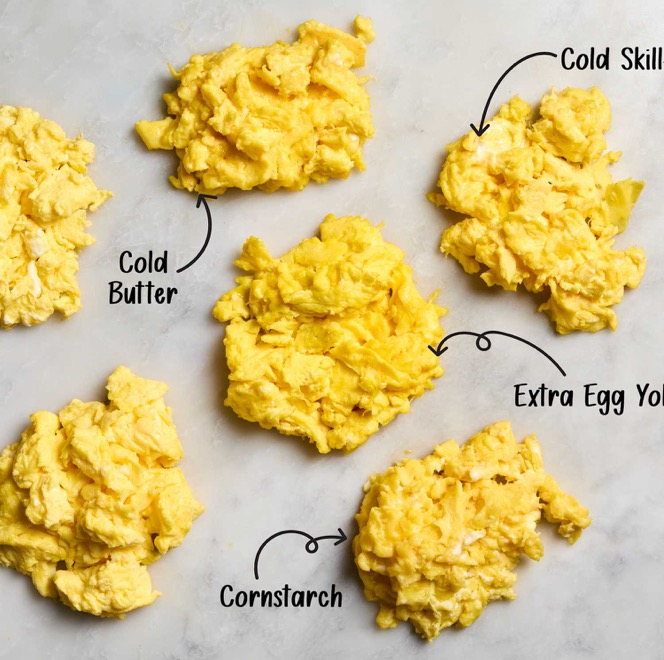 Cold Skill
Cold
Butter
Extra Egg Yol
Cornstarch